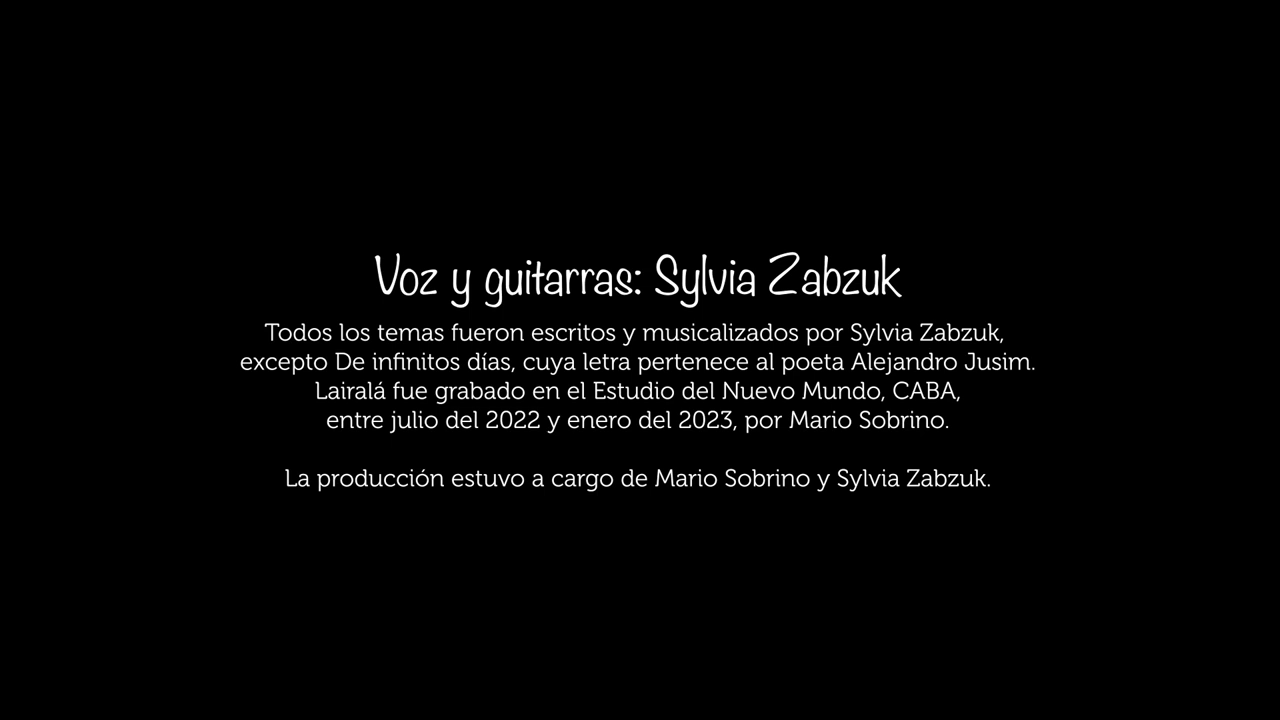 Voz y guitarras: Sylvia Zabzuk
Todos los temas fueron escritos y musicalizados por Sylvia Zabzuk,
excepto De infinitos días, cuya letra pertenece al poeta Alejandro Jusim.
Lairalá fue grabado en el Estudio del Nuevo Mundo, CABA,
entre julio del 2022 y enero del 2023, por Mario Sobrino.
La producción estuvo a cargo de Mario Sobrino y Sylvia Zabzuk.